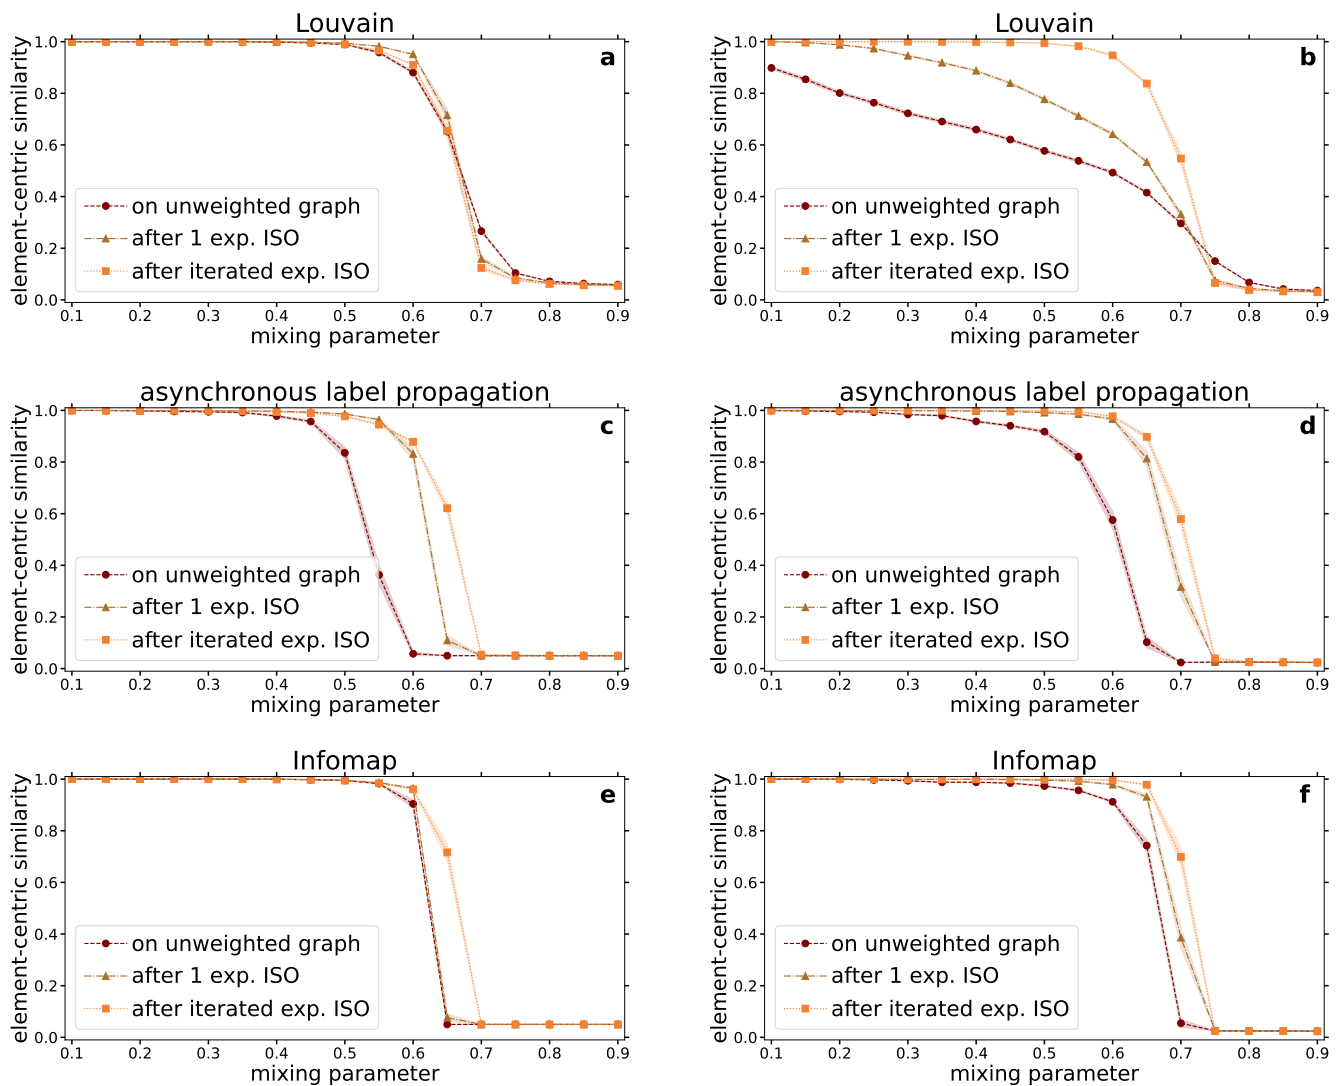 Louvain
element-centric similarity
1.0
0.8
0.6
0.4
0.2
0.0
a
on unweighted graph
after 1 exp. ISO
after iterated exp. ISO
0.1 0.2 0.3 0.4 0.5 0.6 0.7 0.8 0.9
mixing parameter
Louvain
element-centric similarity
1.0
0.8
0.6
0.4
0.2
0.0
b
on unweighted graph
after 1 exp. ISO
after iterated exp. ISO
0.1 0.2 0.3 0.4 0.5 0.6 0.7 0.8 0.9
mixing parameter
asynchronous label propagation
element-centric similarity
1.0
0.8
0.6
0.4
0.2
0.0
c
on unweighted graph
after 1 exp. ISO
after iterated exp. ISO
0.1 0.2 0.3 0.4 0.5 0.6 0.7 0.8 0.9
mixing parameter
asynchronous label propagation
element-centric similarity
1.0
0.8
0.6
0.4
0.2
0.0
d
on unweighted graph
after 1 exp. ISO
after iterated exp. ISO
0.1 0.2 0.3 0.4 0.5 0.6 0.7 0.8 0.9
mixing parameter
Infomap
element-centric similarity
1.0
0.8
0.6
0.4
0.2
0.0
e
on unweighted graph
after 1 exp. ISO
after iterated exp. ISO
0.1 0.2 0.3 0.4 0.5 0.6 0.7 0.8 0.9
mixing parameter
Infomap
element-centric similarity
1.0
0.8
0.6
0.4
0.2
0.0
f
on unweighted graph
after 1 exp. ISO
after iterated exp. ISO
0.1 0.2 0.3 0.4 0.5 0.6 0.7 0.8 0.9
mixing parameter